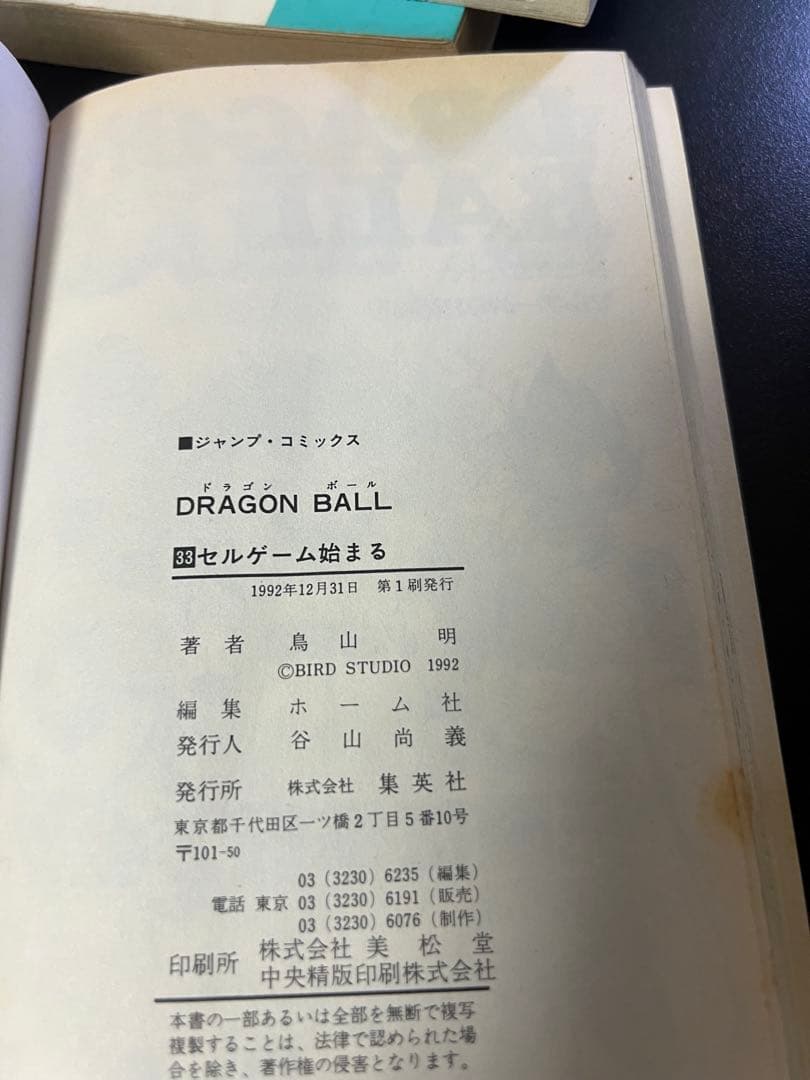 ■ジャンプ・コミックス
ドラゴン ボール
DRAGON BALL
33セルゲーム始まる
1992年12月31日 第1刷発行
著者 鳥山 明
©BIRD STUDIO 1992
編集 ホーム社
発行人 谷山尚義
発行所 株式会社 集英社
東京都千代田区一ツ橋2丁目5番10号
〒101-50
03 (3230) 6235 (編集)
電話 東京 03 (3230) 6191 (販売)
03 (3230) 6076 (制作)
印刷所 株式会社 美松堂
中央精版印刷株式会社
本書の一部あるいは全部を無断で複写
複製することは、法律で認められた場
合を除き、著作権の侵害となります。